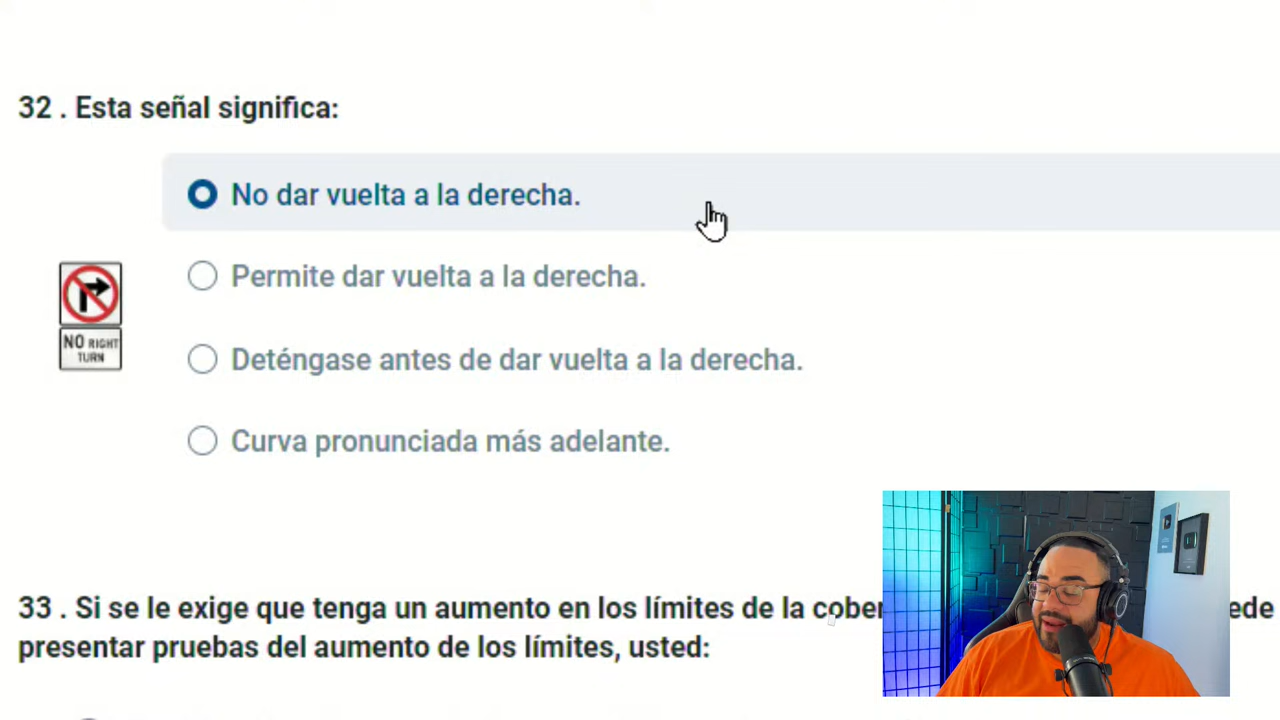 32 . Esta señal significa:
No dar vuelta a la derecha.
Permite dar vuelta a la derecha.
NO RIGHT
TURN
Deténgase antes de dar vuelta a la derecha.
Curva pronunciada más adelante.
33 . Si se le exige que tenga un aumento en los límites de la
presentar pruebas del aumento de los límites, usted: